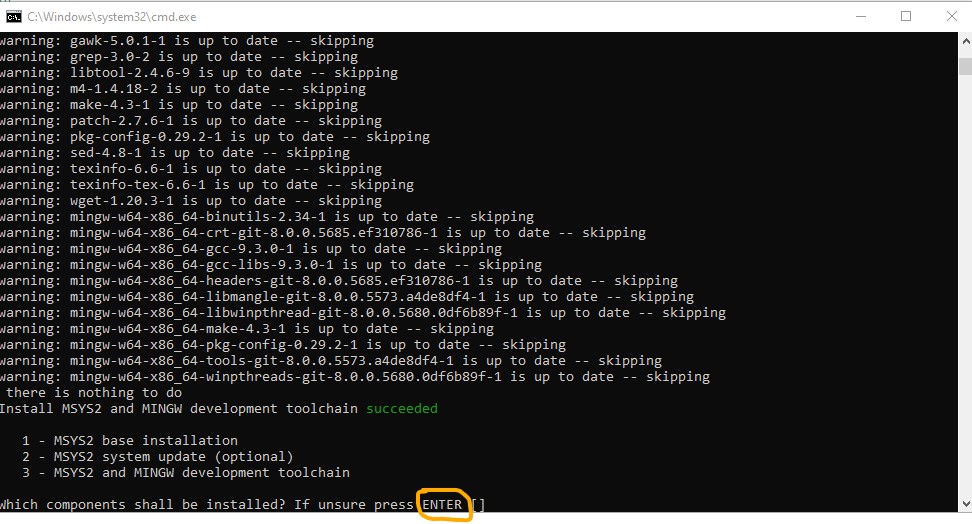 C:\Windows\system32\cmd.exe
warning: gawk-5.0.1-1 is up to date -- skipping
warning: grep-3.0-2 is up to date -- skipping
warning: libtool-2.4.6-9 is up to date -- skipping
warning: m4-1.4.18-2 is up to date -- skipping
warning: make-4.3-1 is up to date -- skipping
warning: patch-2.7.6-1 is up to date -- skipping
warning: pkg-config-0.29.2-1 is up to date -- skipping
warning: sed-4.8-1 is up to date -- skipping
warning: texinfo-6.6-1 is up to date -- skipping
warning: texinfo-tex-6.6-1 is up to date -- skipping
warning: wget-1.20.3-1 is up to date -- skipping
warning: mingw-w64-x86_64-binutils-2.34-1 is up to date -- skipping
warning: mingw-w64-x86_64-crt-git-8.0.0.5685.ef310786-1 is up to date -- skipping
warning: mingw-w64-x86_64-gcc-9.3.0-1 is up to date -- skipping
warning: mingw-w64-x86_64-gcc-libs-9.3.0-1 is up to date -- skipping
warning: mingw-w64-x86_64-headers-git-8.0.0.5685.ef310786-1 is up to date -- skipping
warning: mingw-w64-x86_64-libmangle-git-8.0.0.5573.a4de8df4-1 is up to date -- skipping
warning: mingw-w64-x86_64-libwinpthread-git-8.0.0.5680.0df6b89f-1 is up to date -- skipping
warning: mingw-w64-x86_64-make-4.3-1 is up to date -- skipping
warning: mingw-w64-x86_64-pkg-config-0.29.2-1 is up to date -- skipping
warning: mingw-w64-x86_64-tools-git-8.0.0.5573.a4de8df4-1 is up to date -- skipping
warning: mingw-w64-x86_64-winpthreads-git-8.0.0.5680.0df6b89f-1 is up to date -- skipping
there is nothing to do
Install MSYS2 and MINGW development toolchain succeeded
1 - MSYS2 base installation
2 - MSYS2 system update (optional)
3 - MSYS2 and MINGW development toolchain
Which components shall be installed? If unsure press ENTER []